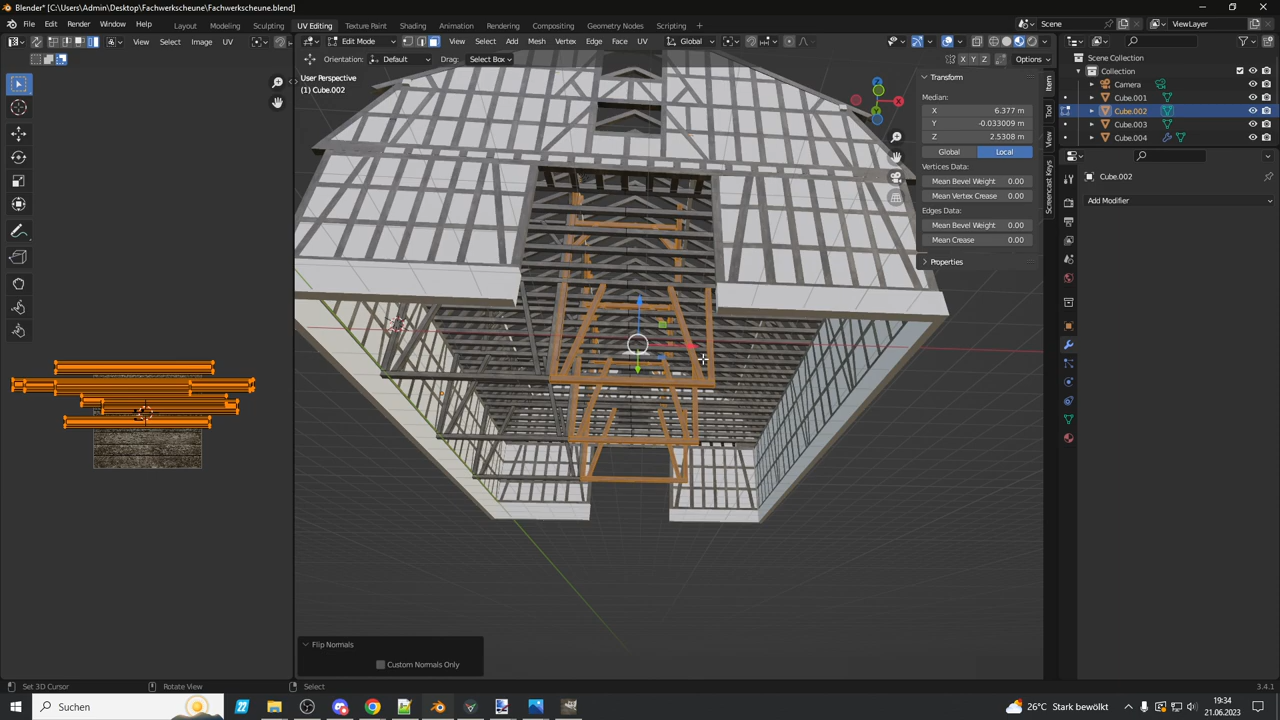 Blender* [C:\Users\Admin\Desktop\Fachwerkscheune\Fachwerkscheune.blend]
File Edit Render Window Help Layout Modeling Sculpting UV Editing Texture Paint Shading Animation Rendering Compositing Geometry Nodes Scripting + Scene ViewLayer
View Select Image UV Edit Mode View Select Add Mesh Vertex Edge Face UV Global
Orientation: Default Drag: Select Box X Y Z Options
User Perspective
(1) Cube.002
Transform
Median:
X 6.377 m
Y -0.033009 m
Z 2.5308 m
Global Local
Vertices Data:
Mean Bevel Weight 0.00
Mean Vertex Crease 0.00
Edges Data:
Mean Bevel Weight 0.00
Mean Crease 0.00
Properties
Item
Tool
View
Screencast Keys
Scene Collection
Collection
Camera
Cube.001
Cube.002
Cube.003
Cube.004
Cube.002
Add Modifier
Flip Normals
Custom Normals Only
Set 3D Cursor Rotate View Select 3.4.1
Suchen 26°C Stark bewölkt 19:34
21.06.2023